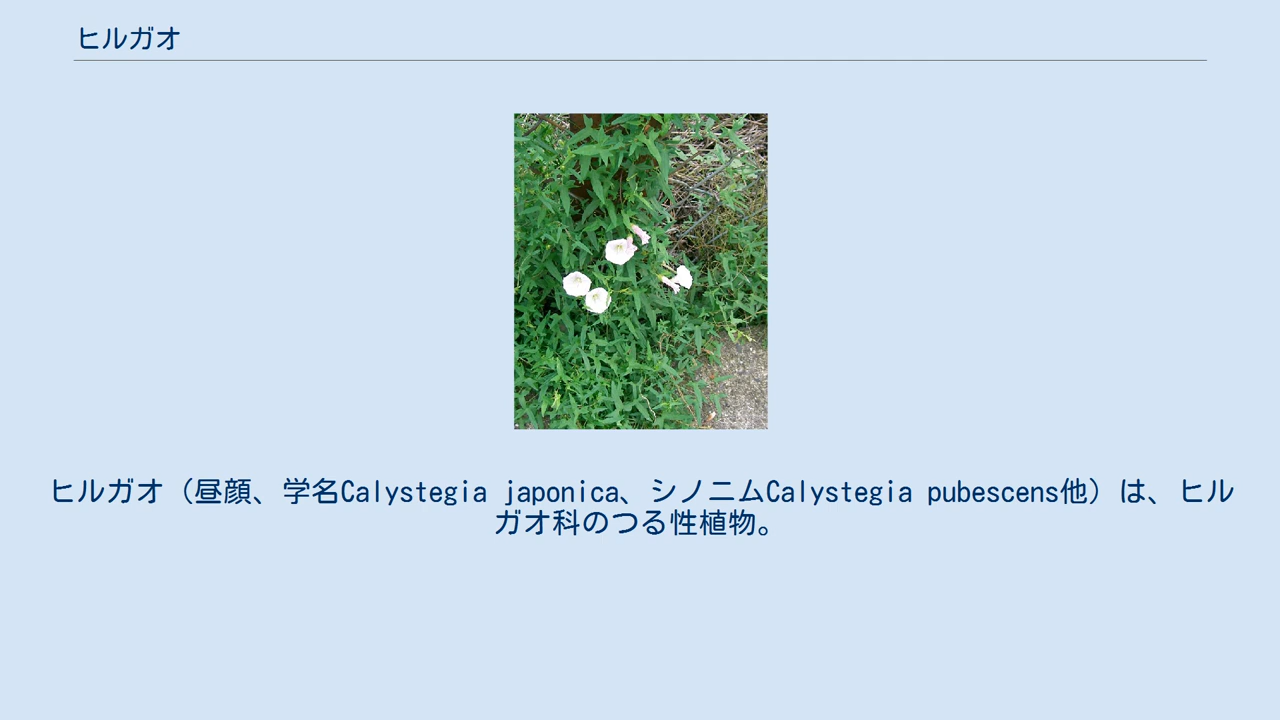 ヒルガオ
ヒルガオ（昼顔、学名Calystegia japonica、シノニムCalystegia pubescens他）は、ヒル
ガオ科のつる性植物。